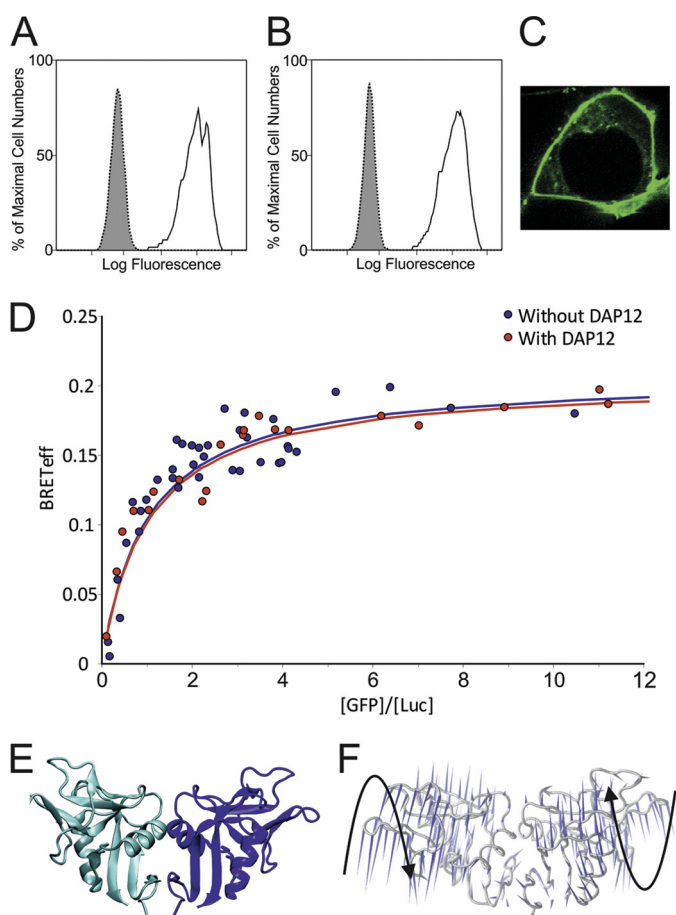 A
B
C
100
50
0
% of Maximal Cell Numbers
Log Fluorescence
100
50
0
% of Maximal Cell Numbers
Log Fluorescence
D
Without DAP12
With DAP12
0.25
0.2
0.15
0.1
0.05
0
BRETeff
0 2 4 6 8 10 12
[GFP]/[Luc]
E
F